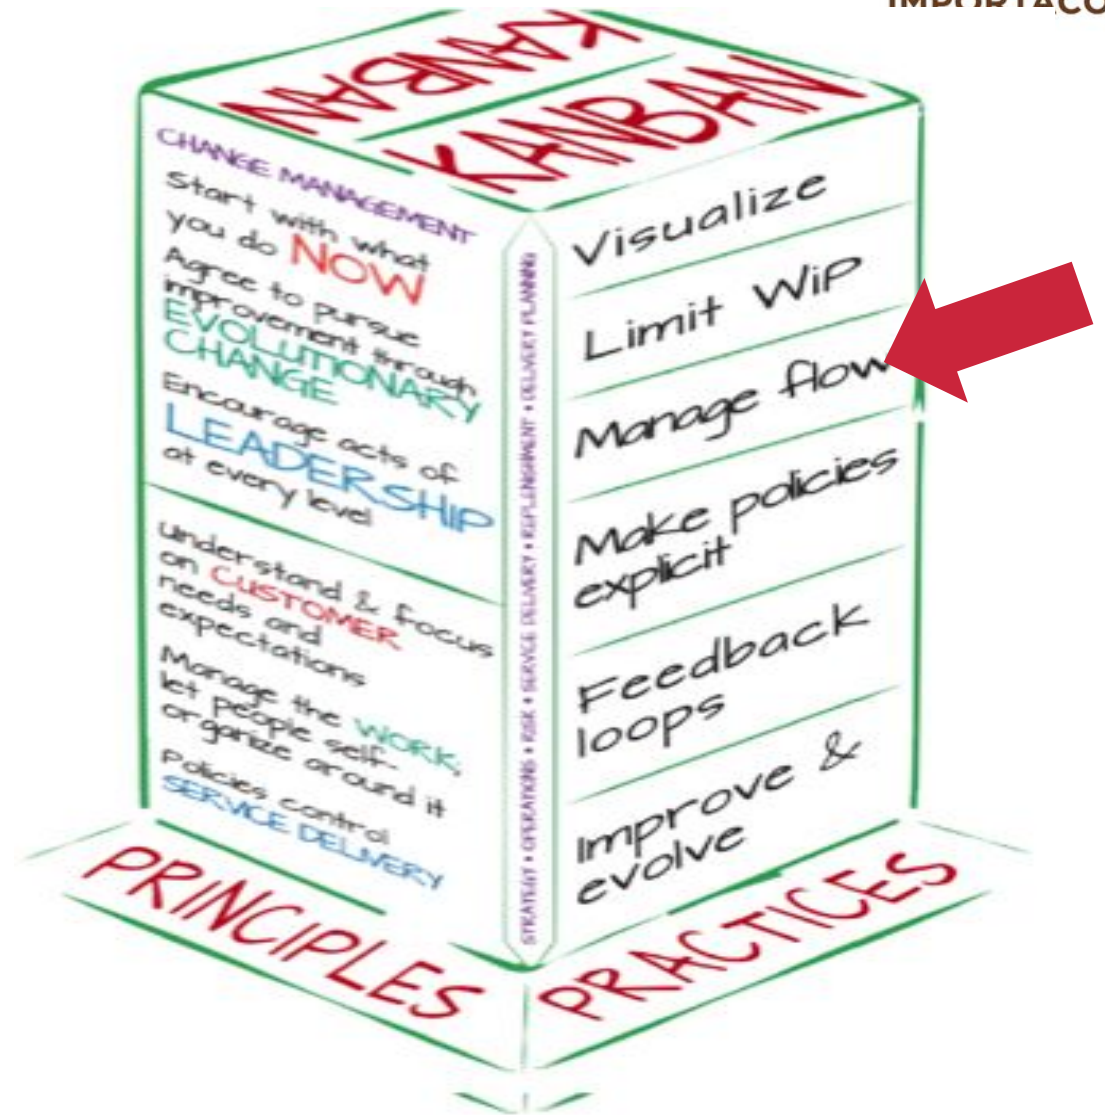 KANBAN
KANBAN
CHANGE MANAGEMENT
Start with what
you do NOW
Agree to pursue
improvement through
EVOLUTIONARY
CHANGE
Encourage acts of
LEADERSHIP
at every level
Understand & focus
on CUSTOMER
needs and
expectations
Manage the WORK;
let people self-
organize around it
Policies control
SERVICE DELIVERY
STRATEGY • OPERATIONS • RISK • SERVICE DELIVERY • REPLENISHMENT • DELIVERY PLANNING
Visualize
Limit WiP
Manage flow
Make policies
explicit
Feedback
loops
Improve &
evolve
PRINCIPLES
PRACTICES